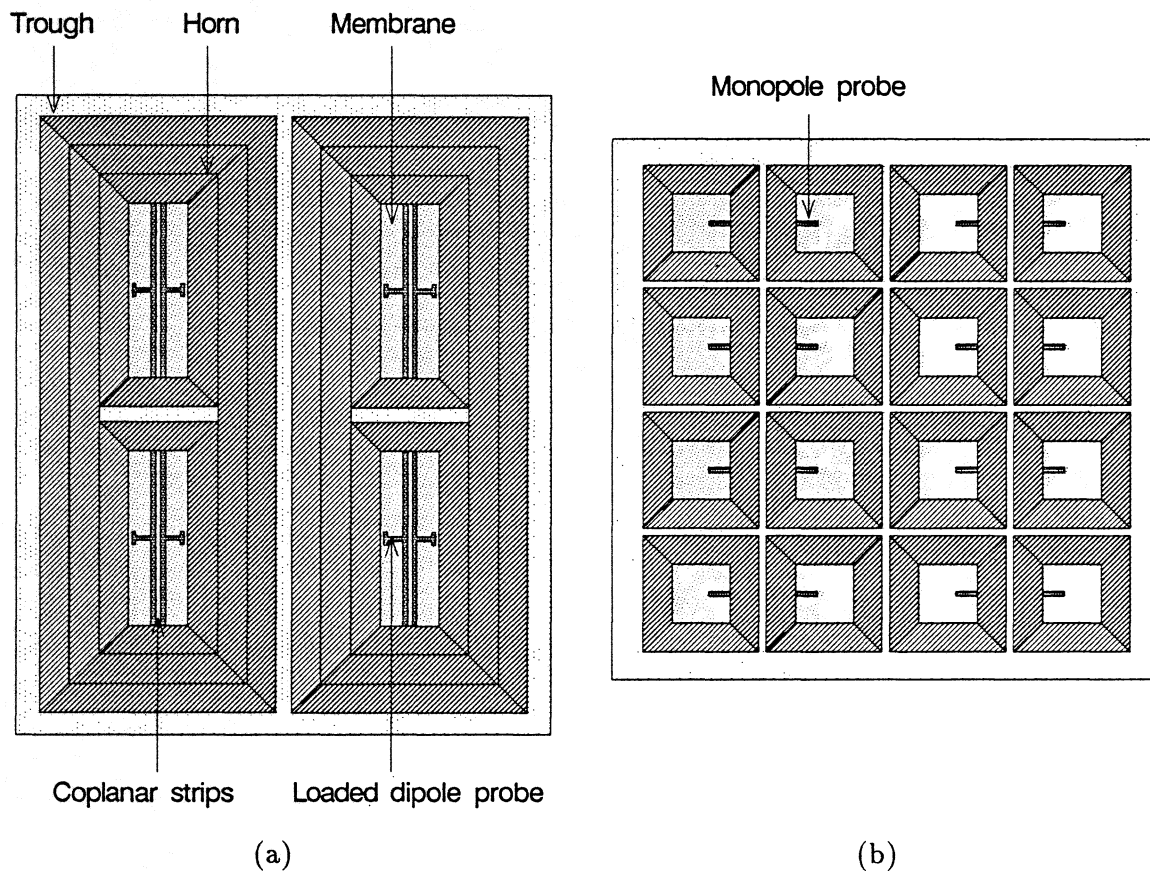 Trough Horn Membrane
Monopole probe
Coplanar strips Loaded dipole probe
(a) (b)